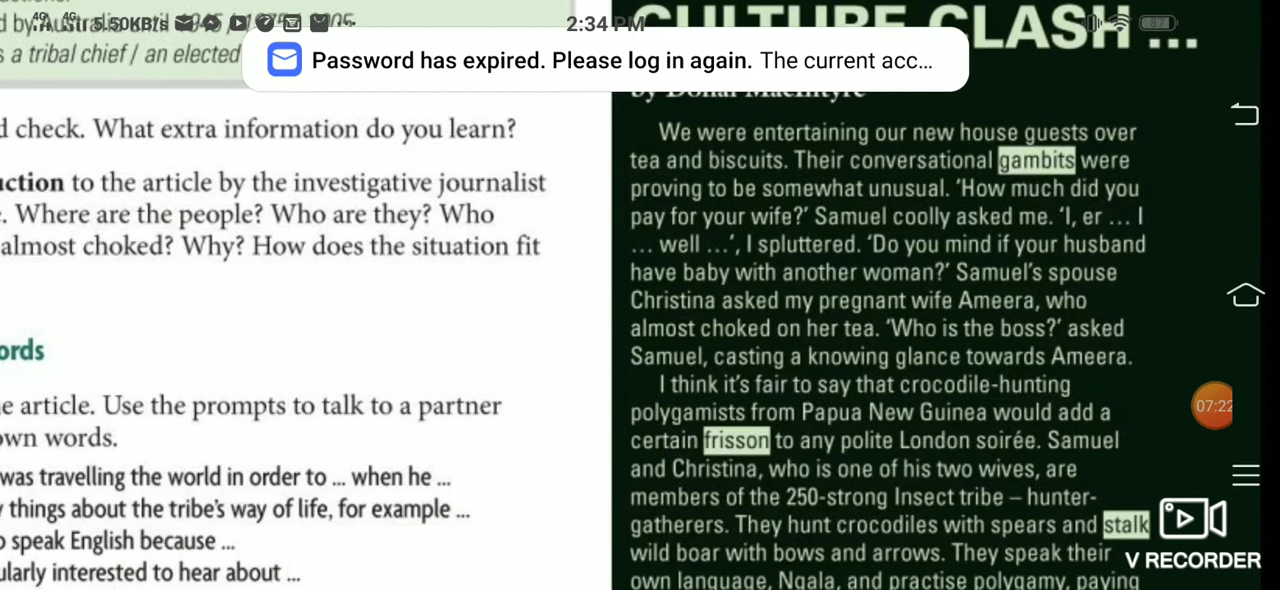 5.50KB/s
2:34 PM
87
CULTURE CLASH ...
d by Australia until
s a tribal chief / an elected
Password has expired. Please log in again. The current acc...
by Donal MacIntyre
d check. What extra information do you learn?
uction to the article by the investigative journalist
e. Where are the people? Who are they? Who
almost choked? Why? How does the situation fit
ords
e article. Use the prompts to talk to a partner
own words.
was travelling the world in order to ... when he ...
y things about the tribe's way of life, for example ...
o speak English because ...
ularly interested to hear about ...
We were entertaining our new house guests over
tea and biscuits. Their conversational gambits were
proving to be somewhat unusual. 'How much did you
pay for your wife?' Samuel coolly asked me. 'I, er ... I
... well ...', I spluttered. 'Do you mind if your husband
have baby with another woman?' Samuel's spouse
Christina asked my pregnant wife Ameera, who
almost choked on her tea. 'Who is the boss?' asked
Samuel, casting a knowing glance towards Ameera.
I think it's fair to say that crocodile-hunting
polygamists from Papua New Guinea would add a
certain frisson to any polite London soirée. Samuel
and Christina, who is one of his two wives, are
members of the 250-strong Insect tribe – hunter-
gatherers. They hunt crocodiles with spears and stalk
wild boar with bows and arrows. They speak their
own language, Ngala, and practise polygamy, paying
07:22
V RECORDER